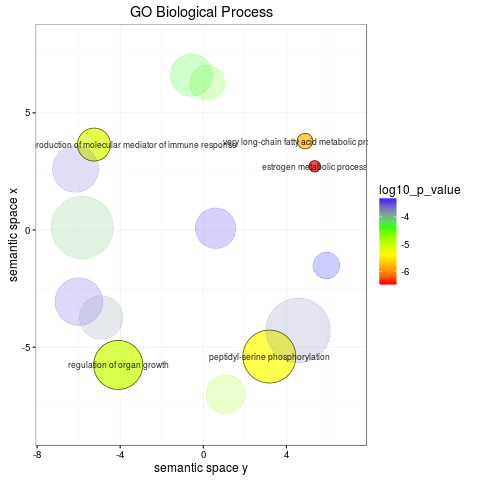 GO Biological Process
semantic space x
5
0
-5
roduction of molecular mediator of immune response
very long-chain fatty acid metabolic pr
estrogen metabolic process
regulation of organ growth
peptidyl-serine phosphorylation
-8
-4
0
4
semantic space y
log10_p_value
-4
-5
-6